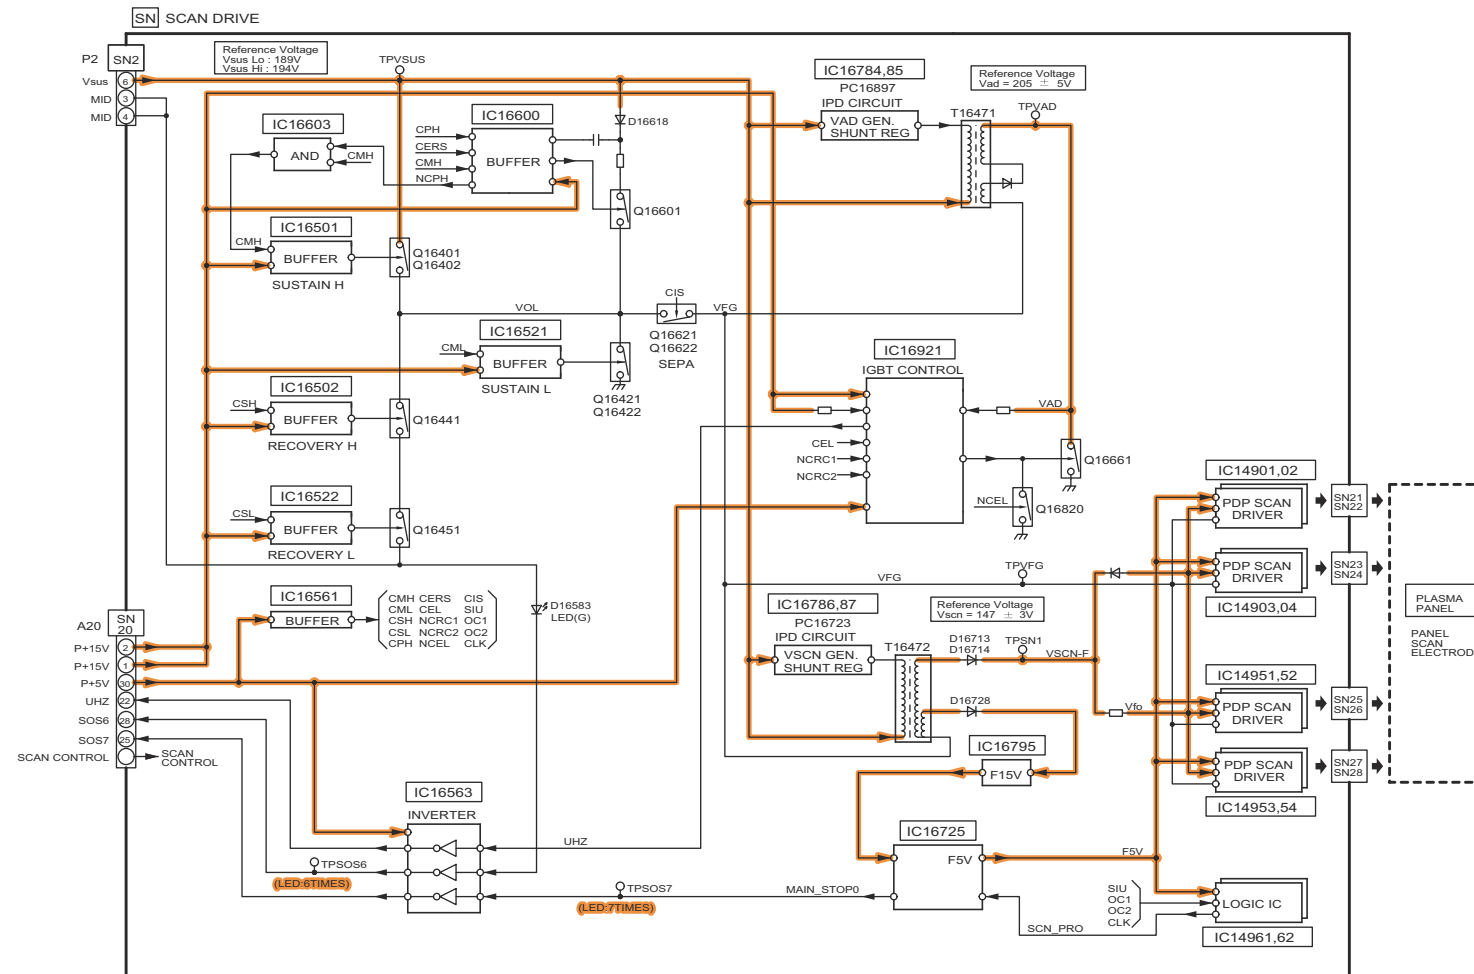 SN SCAN DRIVE
P2
SN2
Reference Voltage
Vsus Lo : 189V
Vsus Hi : 194V
TPVSUS
Vsus
6
MID
3
MID
4
IC16603
AND
CMH
IC16600
CPH
CERS
CMH
NCPH
BUFFER
D16618
Q16601
IC16784,85
PC16897
IPD CIRCUIT
VAD GEN.
SHUNT REG
T16471
Reference Voltage
Vad = 205 ± 5V
TPVAD
IC16501
CMH
BUFFER
SUSTAIN H
Q16401
Q16402
VOL
CIS
VFG
Q16621
Q16622
SEPA
IC16521
CML
BUFFER
SUSTAIN L
Q16421
Q16422
IC16502
CSH
BUFFER
RECOVERY H
Q16441
IC16921
IGBT CONTROL
VAD
CEL
NCRC1
NCRC2
Q16661
NCEL
Q16820
IC16522
CSL
BUFFER
RECOVERY L
Q16451
IC14901,02
PDP SCAN
DRIVER
SN21
SN22
PDP SCAN
DRIVER
IC14903,04
SN23
SN24
PLASMA
PANEL
PANEL
SCAN
ELECTROD
VFG
TPVFG
IC16561
BUFFER
CMH CERS CIS
CML CEL SIU
CSH NCRC1 OC1
CSL NCRC2 OC2
CPH NCEL CLK
D16583
LED(G)
IC16786,87
PC16723
IPD CIRCUIT
VSCN GEN.
SHUNT REG
T16472
Reference Voltage
Vscn = 147 ± 3V
D16713
D16714
TPSN1
VSCN-F
D16728
Vfo
A20
SN
20
P+15V
2
P+15V
1
P+5V
30
UHZ
22
SOS6
28
SOS7
25
SCAN CONTROL
SCAN
CONTROL
IC14951,52
PDP SCAN
DRIVER
SN25
SN26
PDP SCAN
DRIVER
IC14953,54
SN27
SN28
IC16795
F15V
IC16563
INVERTER
UHZ
TPSOS6
(LED:6TIMES)
TPSOS7
(LED:7TIMES)
MAIN_STOP0
IC16725
F5V
F5V
SCN_PRO
SIU
OC1
OC2
CLK
LOGIC IC
IC14961,62